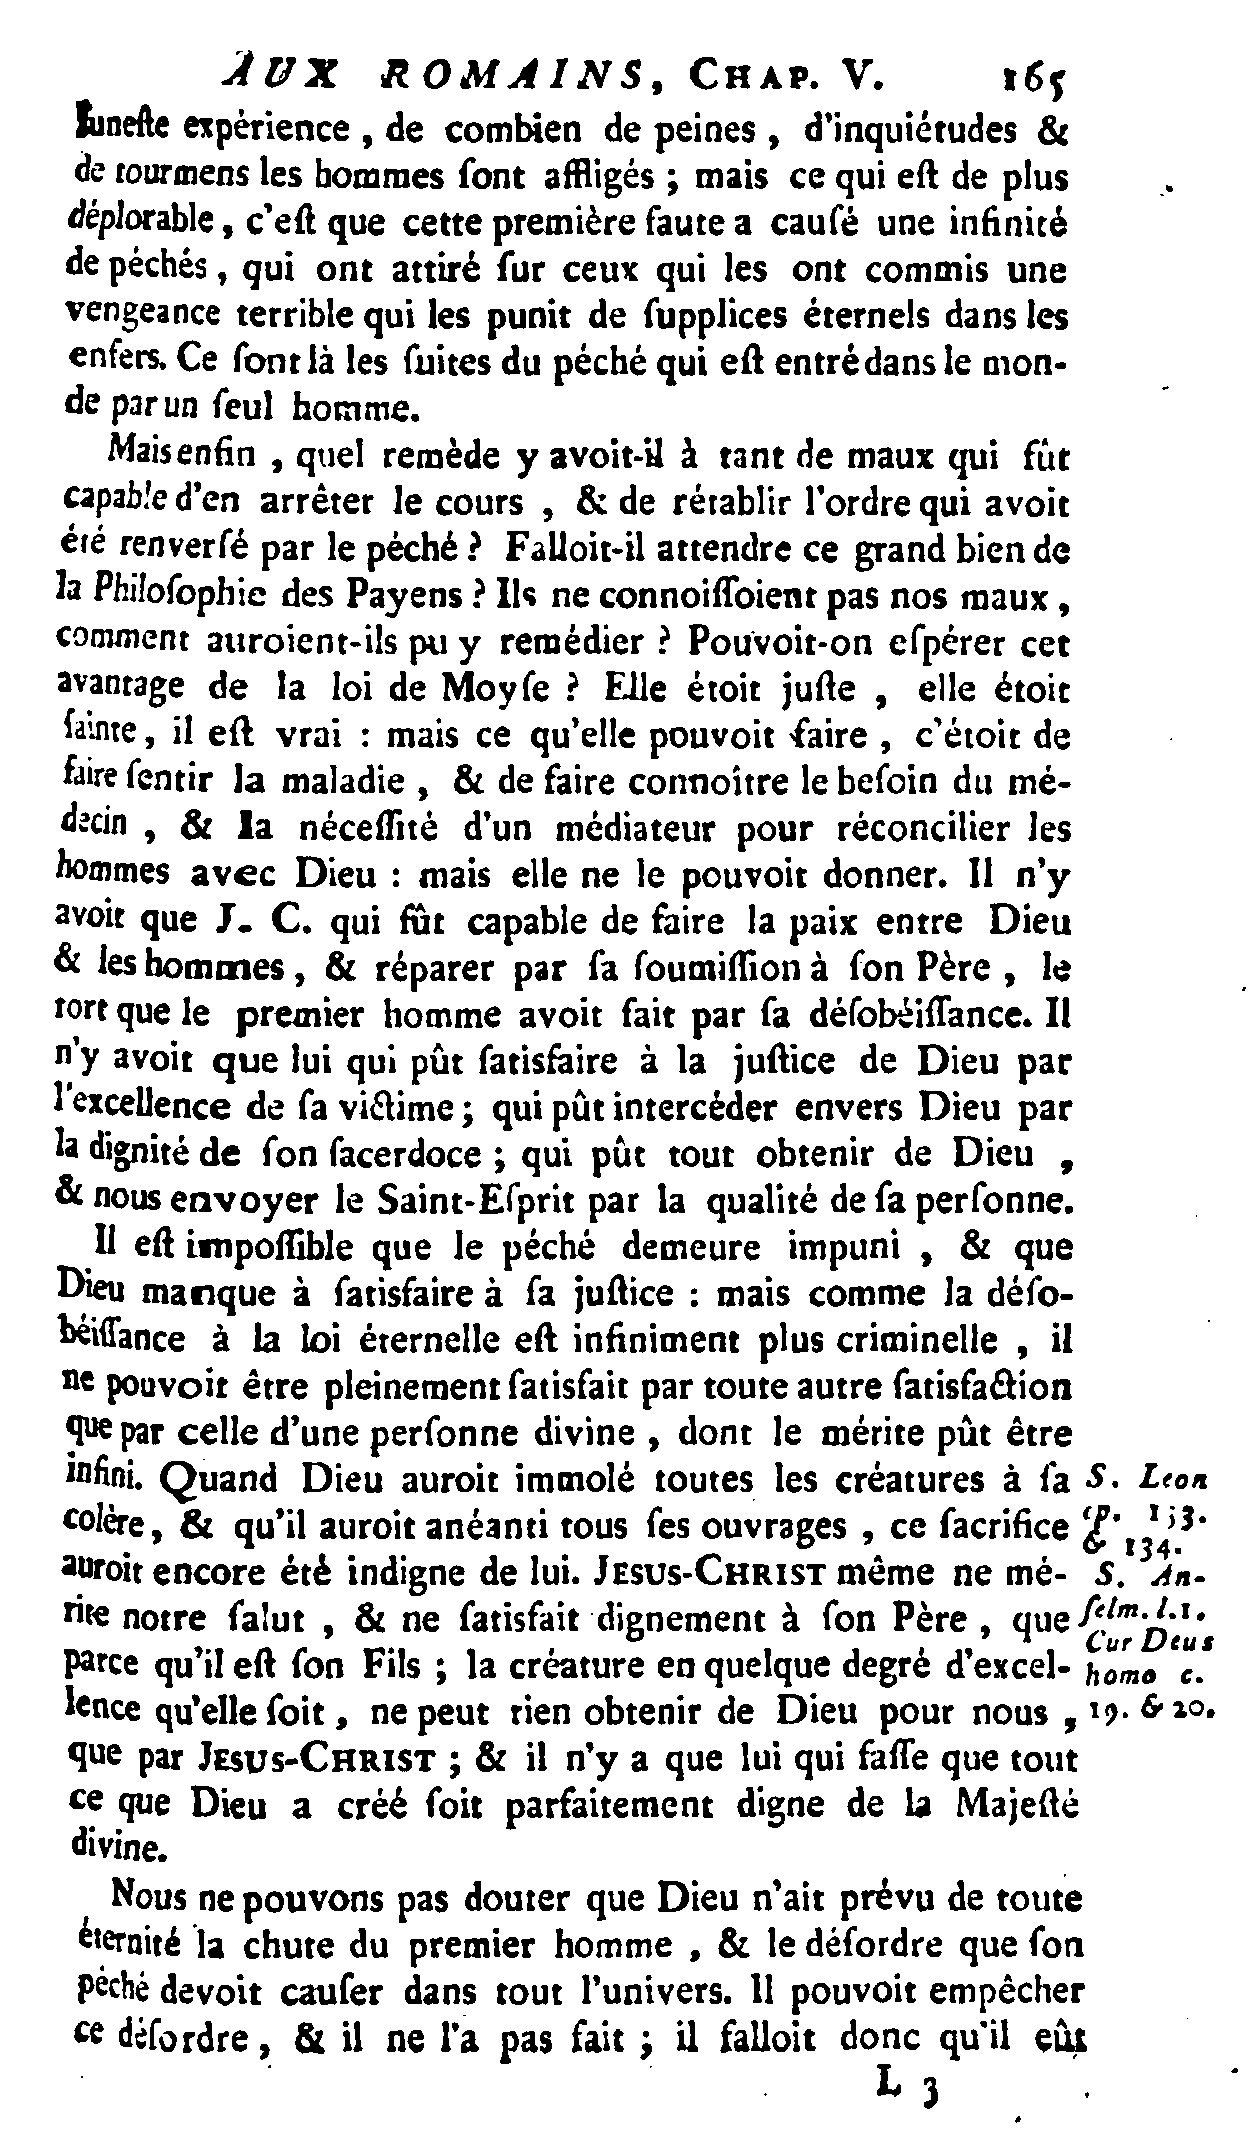 AUX ROMAINS, CHAP. V. 165
funeſte expérience, de combien de peines, d'inquiétudes &
de tourmens les hommes ſont affligés ; mais ce qui eſt de plus
déplorable, c'eſt que cette première faute a cauſé une infinité
de péchés, qui ont attiré ſur ceux qui les ont commis une
vengeance terrible qui les punit de ſupplices éternels dans les
enfers. Ce ſont là les ſuites du péché qui eſt entré dans le mon-
de par un ſeul homme.
Mais enfin, quel remède y avoit-il à tant de maux qui fût
capable d'en arrêter le cours, & de rétablir l'ordre qui avoit
été renverſé par le péché ? Falloit-il attendre ce grand bien de
la Philoſophie des Payens ? Ils ne connoiſſoient pas nos maux,
comment auroient-ils pu y remédier ? Pouvoit-on eſpérer cet
avantage de la loi de Moyſe ? Elle étoit juſte, elle étoit
ſainte, il eſt vrai : mais ce qu'elle pouvoit faire, c'étoit de
faire ſentir la maladie, & de faire connoître le beſoin du mé-
decin, & la néceſſité d'un médiateur pour réconcilier les
hommes avec Dieu : mais elle ne le pouvoit donner. Il n'y
avoit que J. C. qui fût capable de faire la paix entre Dieu
& les hommes, & réparer par ſa ſoumiſſion à ſon Père, le
tort que le premier homme avoit fait par ſa déſobéiſſance. Il
n'y avoit que lui qui pût ſatisfaire à la juſtice de Dieu par
l'excellence de ſa victime ; qui pût intercéder envers Dieu par
la dignité de ſon ſacerdoce ; qui pût tout obtenir de Dieu,
& nous envoyer le Saint-Eſprit par la qualité de ſa perſonne.
Il eſt impoſſible que le péché demeure impuni, & que
Dieu manque à ſatisfaire à ſa juſtice : mais comme la déſo-
béiſſance à la loi éternelle eſt infiniment plus criminelle, il
ne pouvoit être pleinement ſatisfait par toute autre ſatisfaction
que par celle d'une perſonne divine, dont le mérite pût être
infini. Quand Dieu auroit immolé toutes les créatures à ſa
colère, & qu'il auroit anéanti tous ſes ouvrages, ce ſacrifice
auroit encore été indigne de lui. JESUS-CHRIST même ne mé-
rite notre ſalut, & ne ſatisfait dignement à ſon Père, que
parce qu'il eſt ſon Fils ; la créature en quelque degré d'excel-
lence qu'elle ſoit, ne peut rien obtenir de Dieu pour nous,
que par JESUS-CHRIST ; & il n'y a que lui qui faſſe que tout
ce que Dieu a créé ſoit parfaitement digne de la Majeſté
divine.
S. Leon
ep. 133.
& 134.
S. An-
ſelm. l. 1.
Cur Deus
homo c.
19. & 20.
Nous ne pouvons pas douter que Dieu n'ait prévu de toute
éternité la chute du premier homme, & le déſordre que ſon
péché devoit cauſer dans tout l'univers. Il pouvoit empêcher
ce déſordre, & il ne l'a pas fait ; il falloit donc qu'il eût
L 3